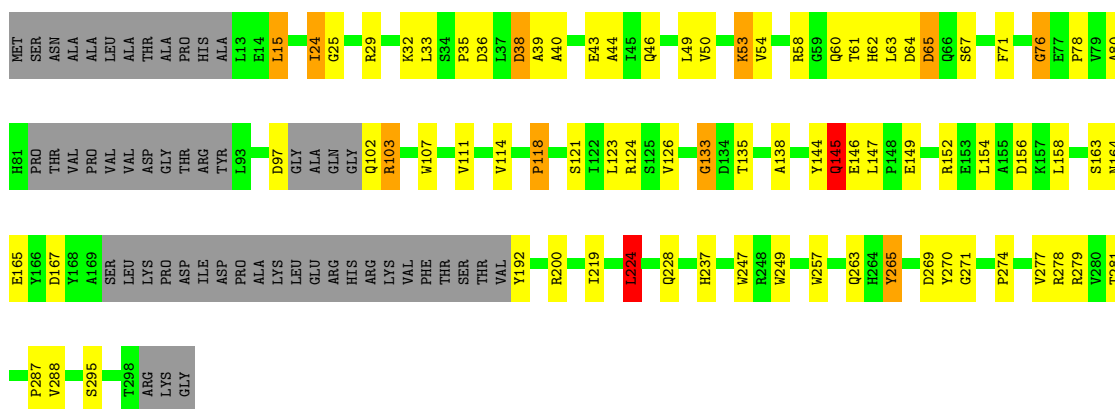 MET SER ASN ALA ALA LEU ALA THR ALA PRO HIS ALA L13 E14 L15 I24 G25 R29 K32 L33 S34 P35 D36 L37 D38 A39 A40 E43 A44 I45 Q46 L49 V50 K53 V54 R58 G59 Q60 T61 H62 L63 D64 D65 Q66 S67 F71 G76 E77 P78 V79 A80
H81 PRO THR VAL PRO VAL VAL ASP GLY THR ARG TYR L93 D97 GLY ALA GLN GLY Q102 R103 W107 V111 V114 P118 S121 I122 L123 R124 S125 V126 G133 D134 T135 A138 Y144 Q145 E146 L147 P148 E149 R152 E153 L154 A155 D156 K157 L158 S163 N164
E165 Y166 D167 Y168 A169 SER LEU LYS PRO ASP ILE ASP PRO ALA LYS LEU GLU ARG HIS ARG LYS VAL PHE THR SER THR VAL Y192 R200 I219 L224 Q228 H237 W247 R248 W249 W257 Q263 H264 Y265 D269 Y270 G271 P274 V277 R278 R279 V280 T281
P287 V288 S295 T298 ARG LYS GLY